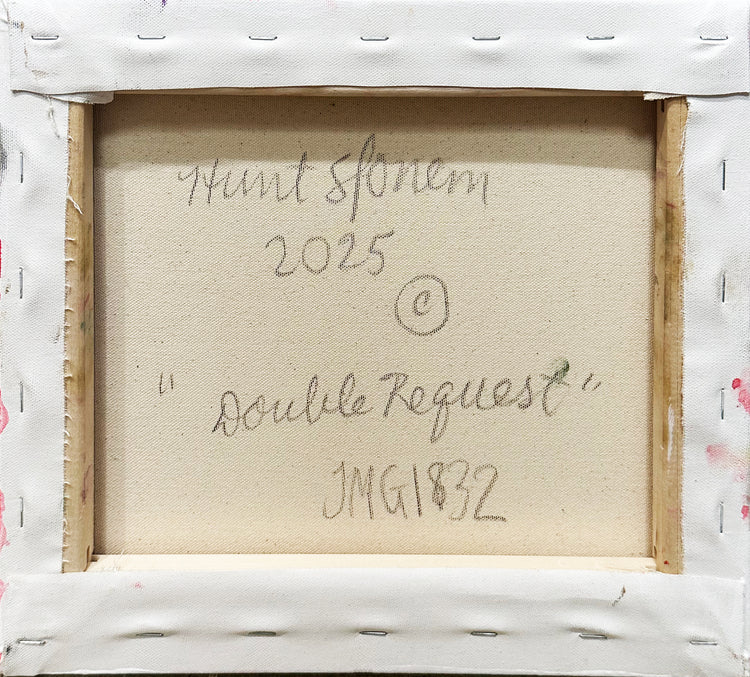 Hunt Slonem
2025
©
"Double Request"
JMG1832